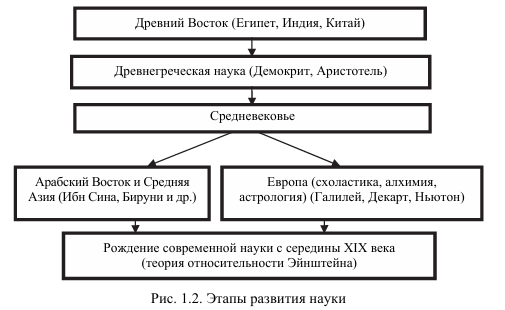 Древний Восток (Египет, Индия, Китай)
Древнегреческая наука (Демокрит, Аристотель)
Средневековье
Арабский Восток и Средняя
Азия (Ибн Сина, Бируни и др.)
Европа (схоластика, алхимия,
астрология) (Галилей, Декарт, Ньютон)
Рождение современной науки с середины XIX века
(теория относительности Эйнштейна)
Рис. 1.2. Этапы развития науки